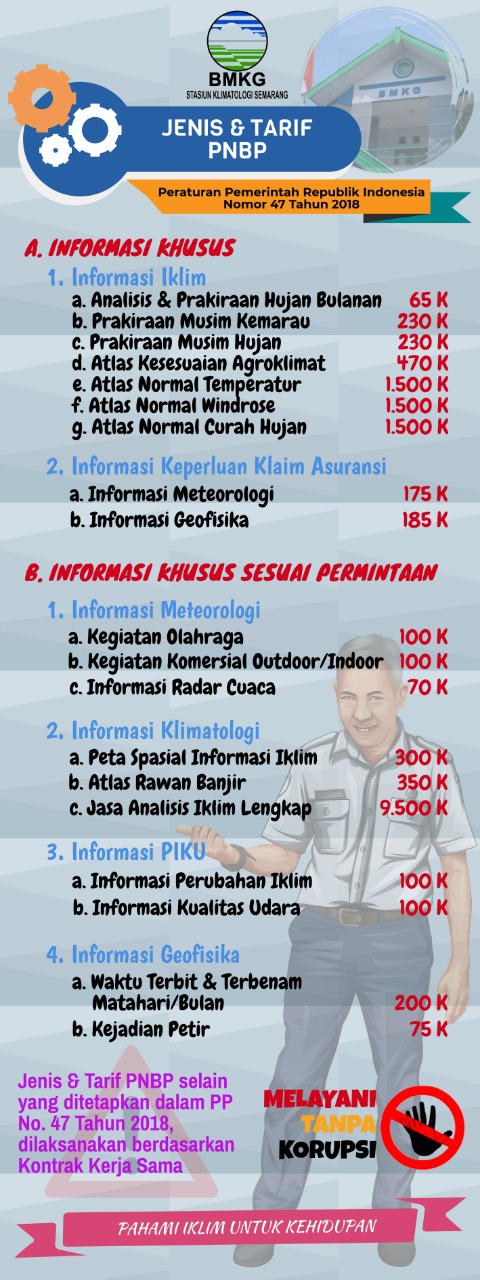 BMKG
STASIUN KLIMATOLOGI SEMARANG
BMKG
JENIS & TARIF
PNBP
Peraturan Pemerintah Republik Indonesia
Nomor 47 Tahun 2018
A. INFORMASI KHUSUS
1. Informasi Iklim
a. Analisis & Prakiraan Hujan Bulanan 65 K
b. Prakiraan Musim Kemarau 230 K
c. Prakiraan Musim Hujan 230 K
d. Atlas Kesesuaian Agroklimat 470 K
e. Atlas Normal Temperatur 1.500 K
f. Atlas Normal Windrose 1.500 K
g. Atlas Normal Curah Hujan 1.500 K
2. Informasi Keperluan Klaim Asuransi
a. Informasi Meteorologi 175 K
b. Informasi Geofisika 185 K
B. INFORMASI KHUSUS SESUAI PERMINTAAN
1. Informasi Meteorologi
a. Kegiatan Olahraga 100 K
b. Kegiatan Komersial Outdoor/Indoor 100 K
c. Informasi Radar Cuaca 70 K
2. Informasi Klimatologi
a. Peta Spasial Informasi Iklim 300 K
b. Atlas Rawan Banjir 350 K
c. Jasa Analisis Iklim Lengkap 9.500 K
3. Informasi PIKU
a. Informasi Perubahan Iklim 100 K
b. Informasi Kualitas Udara 100 K
4. Informasi Geofisika
a. Waktu Terbit & Terbenam
Matahari/Bulan 200 K
b. Kejadian Petir 75 K
Jenis & Tarif PNBP selain
yang ditetapkan dalam PP
No. 47 Tahun 2018,
dilaksanakan berdasarkan
Kontrak Kerja Sama
MELAYANI
TANPA
KORUPSI
PAHAMI IKLIM UNTUK KEHIDUPAN